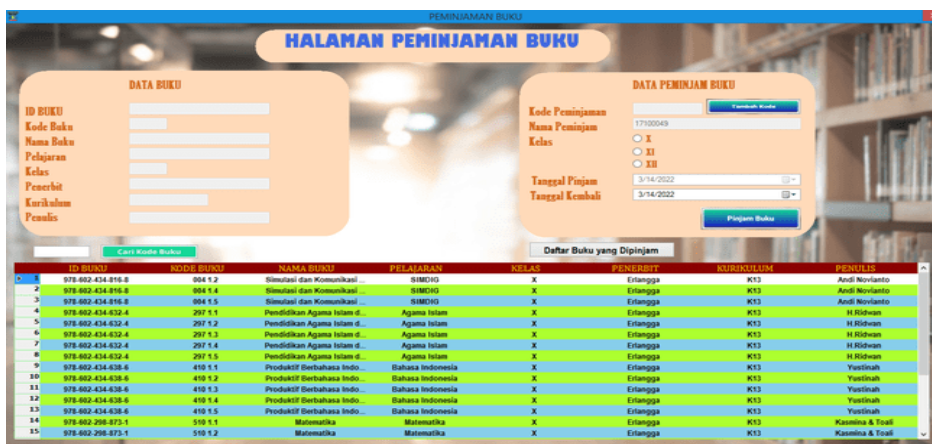 PEMINJAMAN BUKU
HALAMAN PEMINJAMAN BUKU
DATA BUKU
ID BUKU
Kode Buku
Nama Buku
Pelajaran
Kelas
Penerbit
Kurikulum
Penulis
Cari Kode Buku
DATA PEMINJAM BUKU
Kode Peminjaman
Tambah Kode
Nama Peminjam 17100049
Kelas
X
XI
XII
Tanggal Pinjam 3/14/2022
Tanggal Kembali 3/14/2022
Pinjam Buku
Daftar Buku yang Dipinjam
ID BUKU KODE BUKU NAMA BUKU PELAJARAN KELAS PENERBIT KURIKULUM PENULIS
1 978-602-434-816-8 004 1.2 Simulasi dan Komunikasi ... SIMDIG X Erlangga K13 Andi Novianto
2 978-602-434-816-8 004 1.4 Simulasi dan Komunikasi ... SIMDIG X Erlangga K13 Andi Novianto
3 978-602-434-816-8 004 1.5 Simulasi dan Komunikasi ... SIMDIG X Erlangga K13 Andi Novianto
4 978-602-434-632-4 297 1.1 Pendidikan Agama Islam d... Agama Islam X Erlangga K13 H.Ridwan
5 978-602-434-632-4 297 1.2 Pendidikan Agama Islam d... Agama Islam X Erlangga K13 H.Ridwan
6 978-602-434-632-4 297 1.3 Pendidikan Agama Islam d... Agama Islam X Erlangga K13 H.Ridwan
7 978-602-434-632-4 297 1.4 Pendidikan Agama Islam d... Agama Islam X Erlangga K13 H.Ridwan
8 978-602-434-632-4 297 1.5 Pendidikan Agama Islam d... Agama Islam X Erlangga K13 H.Ridwan
9 978-602-434-638-6 410 1.1 Produktif Berbahasa Indo... Bahasa Indonesia X Erlangga K13 Yustinah
10 978-602-434-638-6 410 1.2 Produktif Berbahasa Indo... Bahasa Indonesia X Erlangga K13 Yustinah
11 978-602-434-638-6 410 1.3 Produktif Berbahasa Indo... Bahasa Indonesia X Erlangga K13 Yustinah
12 978-602-434-638-6 410 1.4 Produktif Berbahasa Indo... Bahasa Indonesia X Erlangga K13 Yustinah
13 978-602-434-638-6 410 1.5 Produktif Berbahasa Indo... Bahasa Indonesia X Erlangga K13 Yustinah
14 978-602-298-873-1 510 1.1 Matematika Matematika X Erlangga K13 Kasmina & Toali
15 978-602-298-873-1 510 1.2 Matematika Matematika X Erlangga K13 Kasmina & Toali